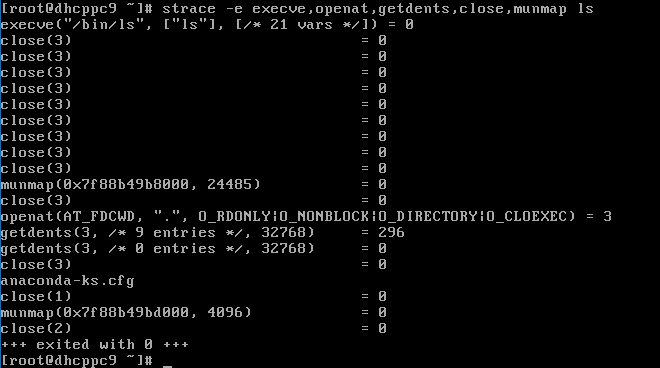 [root@dhcppc9 ~]# strace -e execve,openat,getdents,close,munmap ls
execve("/bin/ls", ["ls"], [/* 21 vars */]) = 0
close(3)                                = 0
close(3)                                = 0
close(3)                                = 0
close(3)                                = 0
close(3)                                = 0
close(3)                                = 0
close(3)                                = 0
close(3)                                = 0
close(3)                                = 0
munmap(0x7f88b49b8000, 24485)           = 0
close(3)                                = 0
openat(AT_FDCWD, ".", O_RDONLY|O_NONBLOCK|O_DIRECTORY|O_CLOEXEC) = 3
getdents(3, /* 9 entries */, 32768)     = 296
getdents(3, /* 0 entries */, 32768)     = 0
close(3)                                = 0
anaconda-ks.cfg
close(1)                                = 0
munmap(0x7f88b49bd000, 4096)            = 0
close(2)                                = 0
+++ exited with 0 +++
[root@dhcppc9 ~]# _